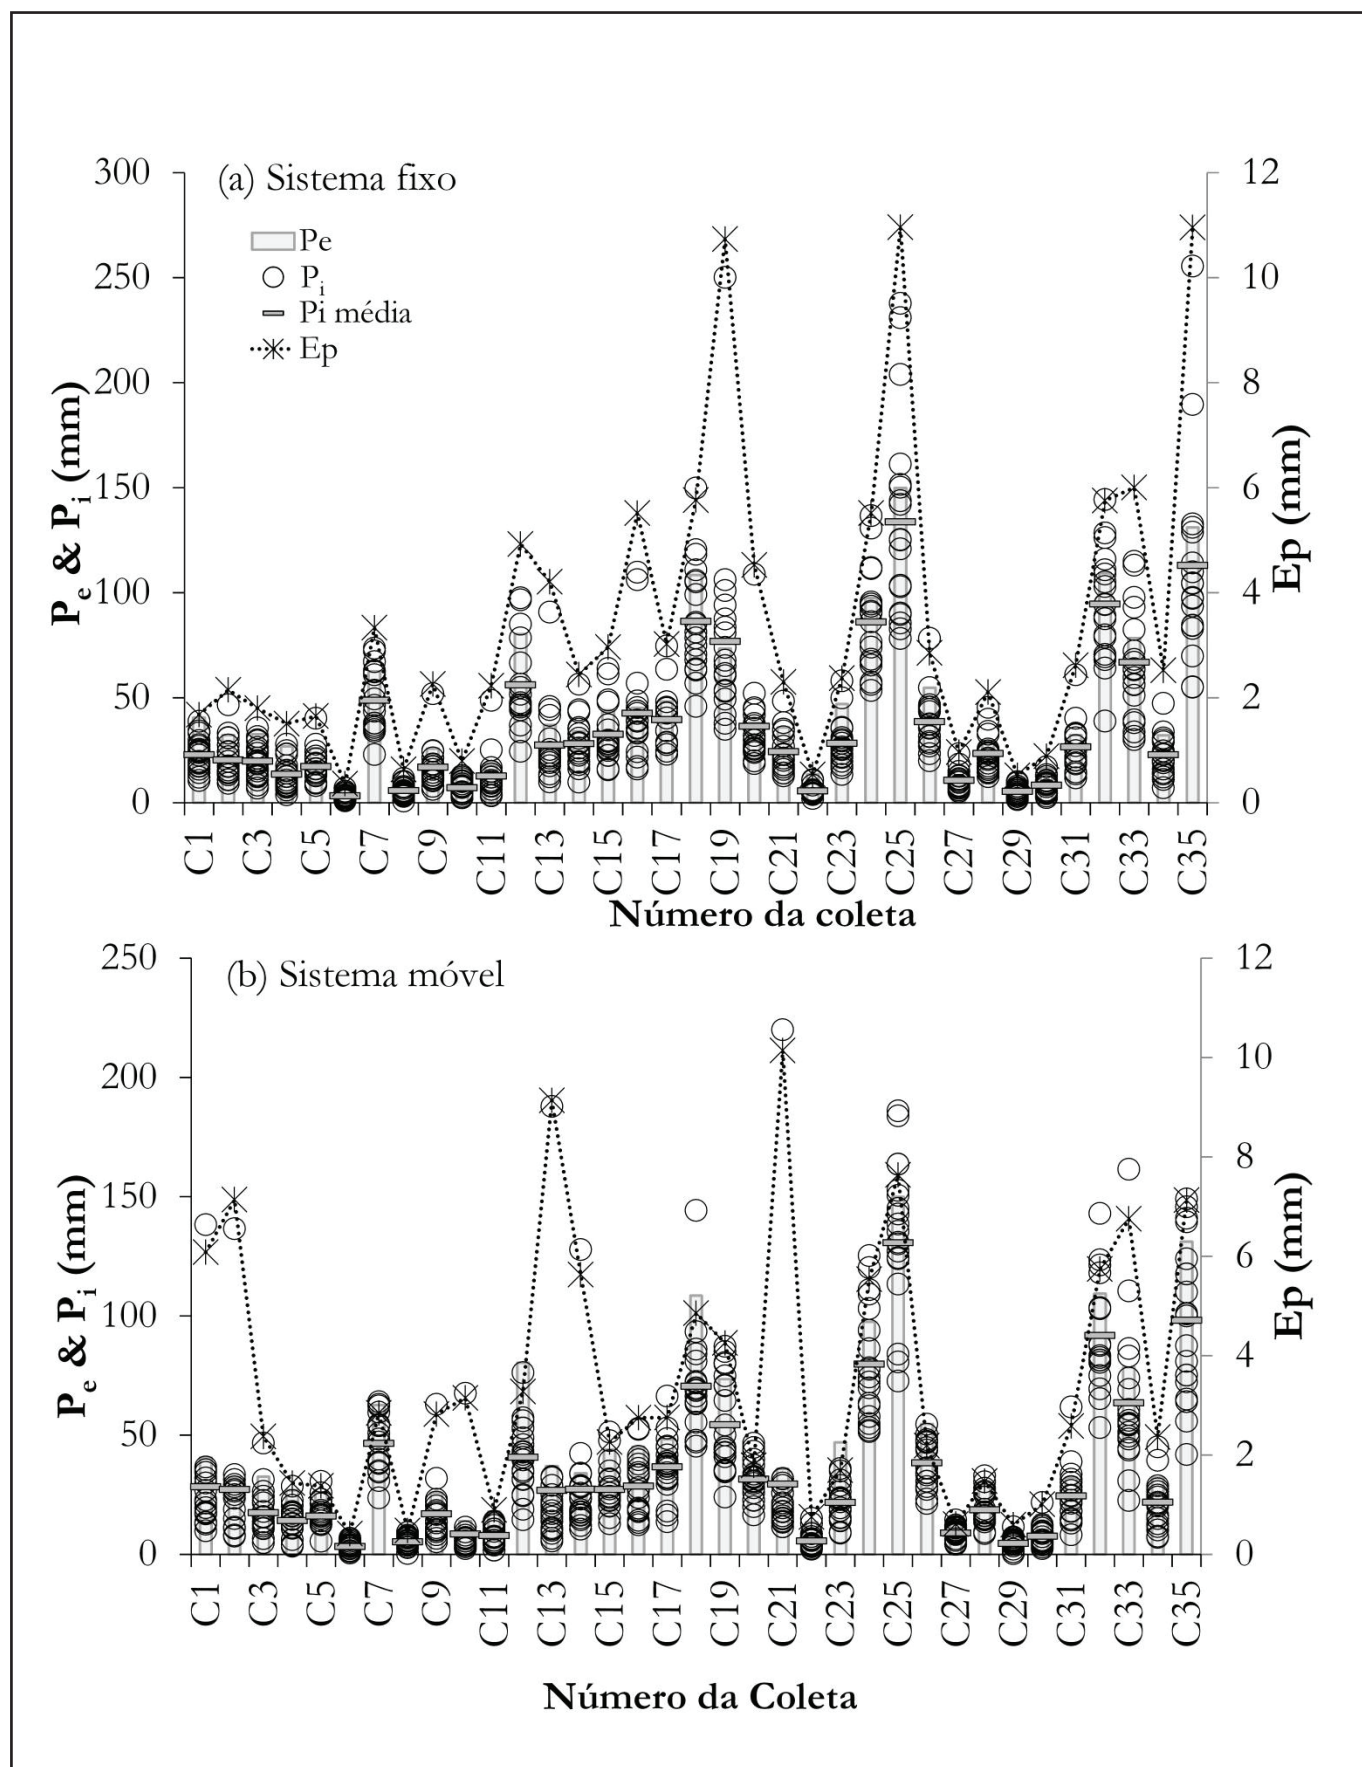 (a) Sistema fixo
Pe
Pi
Pi média
Ep
300
250
200
150
100
50
0
12
10
8
6
4
2
0
Pe & Pi (mm)
Ep (mm)
C1
C3
C5
C7
C9
C11
C13
C15
C17
C19
C21
C23
C25
C27
C29
C31
C33
C35
Número da coleta
(b) Sistema móvel
250
200
150
100
50
0
12
10
8
6
4
2
0
Pe & Pi (mm)
Ep (mm)
C1
C3
C5
C7
C9
C11
C13
C15
C17
C19
C21
C23
C25
C27
C29
C31
C33
C35
Número da Coleta